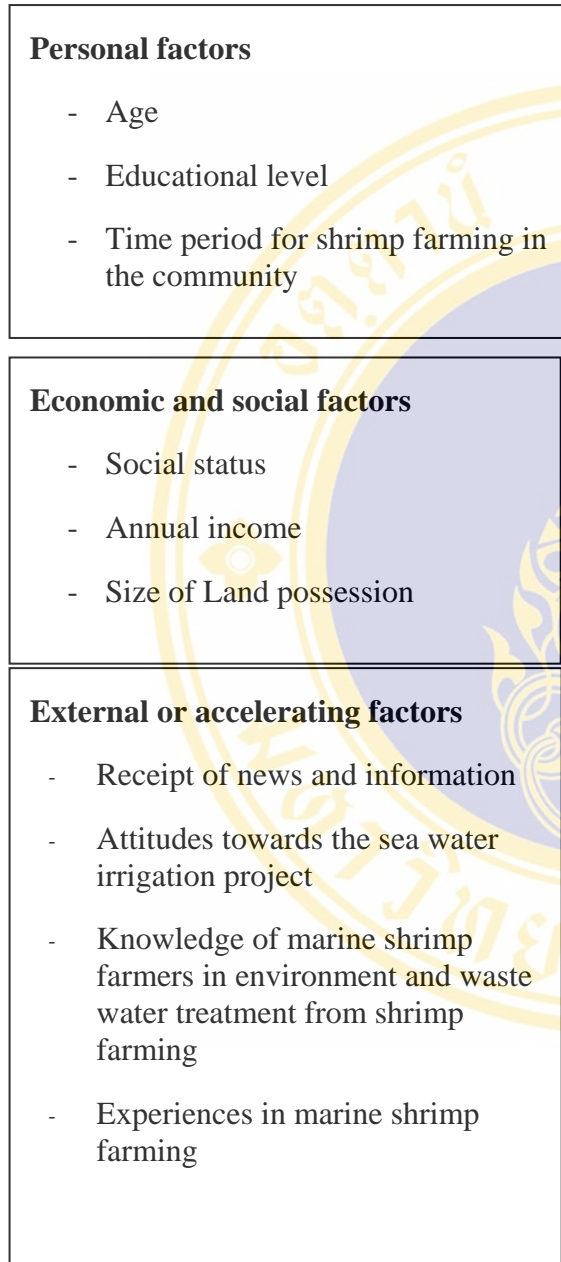 Personal factors
- Age
- Educational level
- Time period for shrimp farming in
the community
Economic and social factors
- Social status
- Annual income
- Size of Land possession
External or accelerating factors
- Receipt of news and information
- Attitudes towards the sea water
irrigation project
- Knowledge of marine shrimp
farmers in environment and waste
water treatment from shrimp
farming
- Experiences in marine shrimp
farming